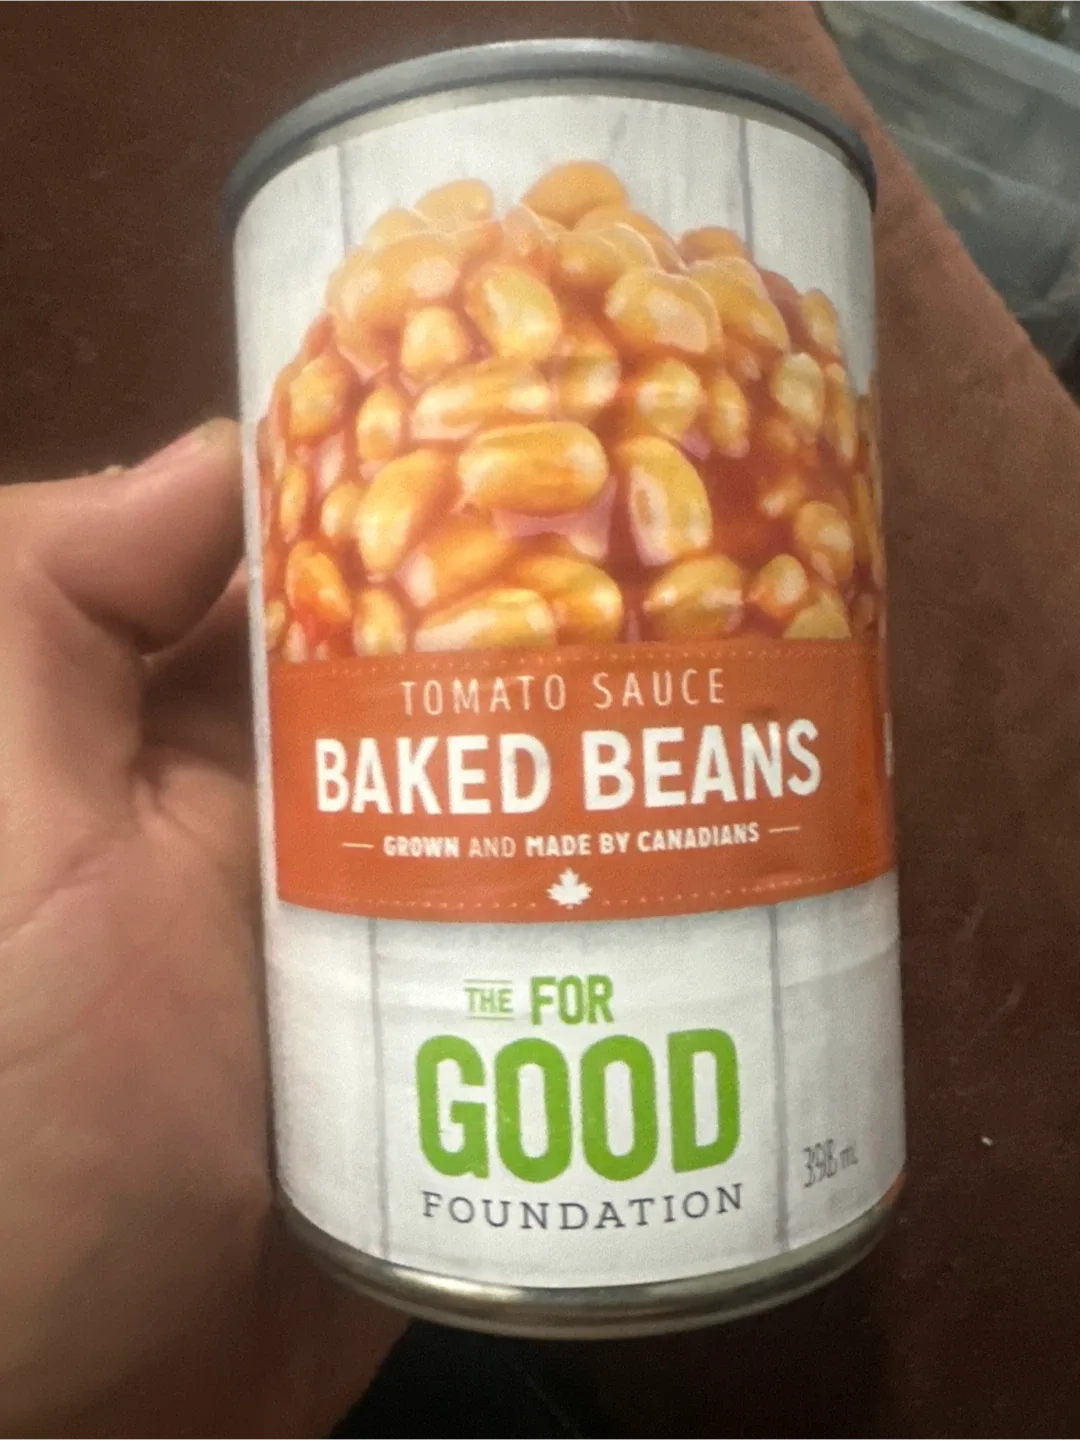 TOMATO SAUCE
BAKED BEANS
GROWN AND MADE BY CANADIANS
THE FOR
GOOD
FOUNDATION
398 mL